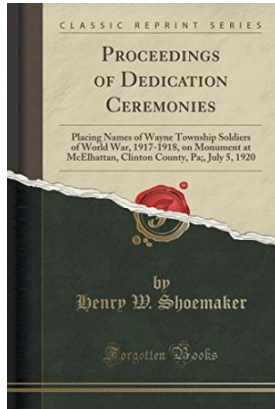 CLASSIC REPRINT SERIES
PROCEEDINGS
OF DEDICATION
CEREMONIES
Placing Names of Wayne Township Soldiers
of World War, 1917-1918, on Monument at
McElhattan, Clinton County, Pa;, July 5, 1920
by
Henry W. Shoemaker
Forgotten Books